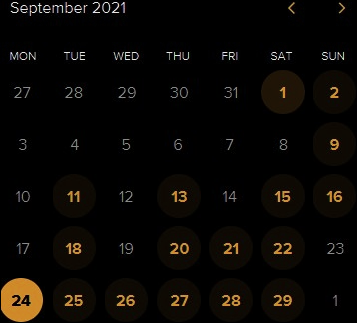 September 2021
MON TUE WED THU FRI SAT SUN
27 28 29 30 31 1 2
3 4 5 6 7 8 9
10 11 12 13 14 15 16
17 18 19 20 21 22 23
24 25 26 27 28 29 1